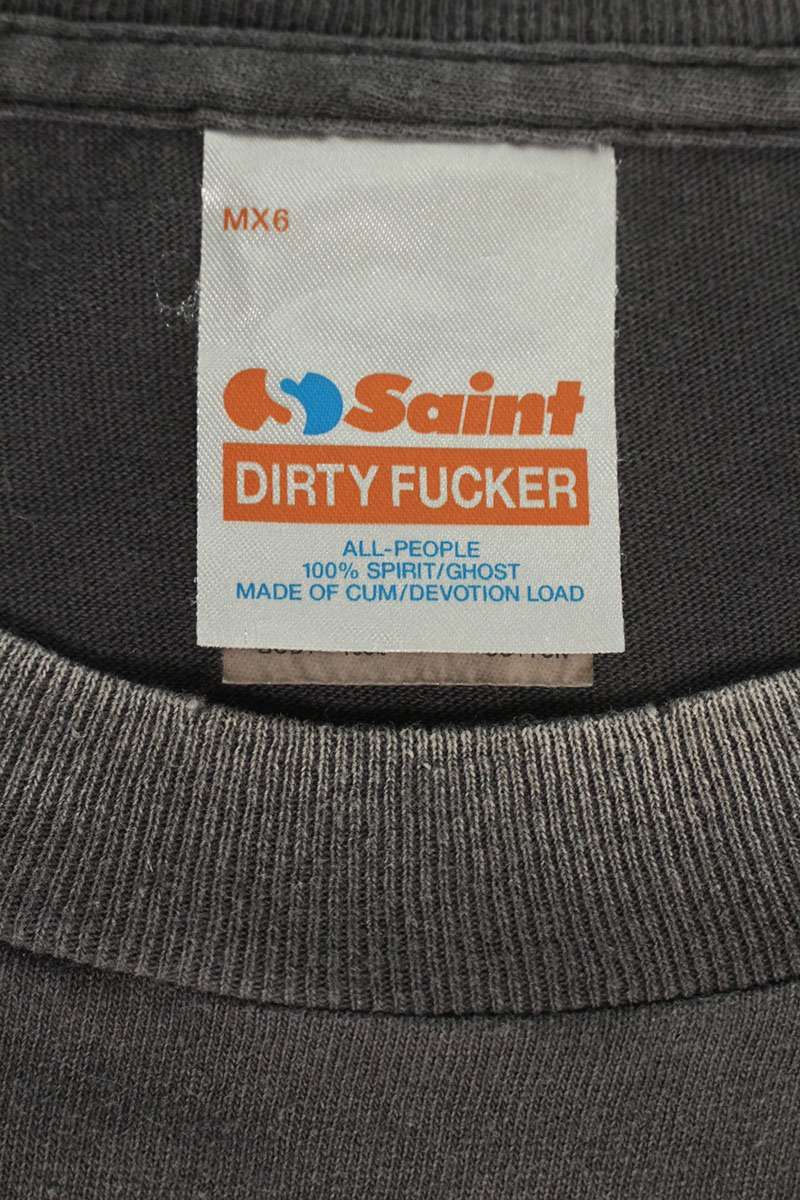 MX6
Saint
DIRTY FUCKER
ALL-PEOPLE
100% SPIRIT/GHOST
MADE OF CUM/DEVOTION LOAD